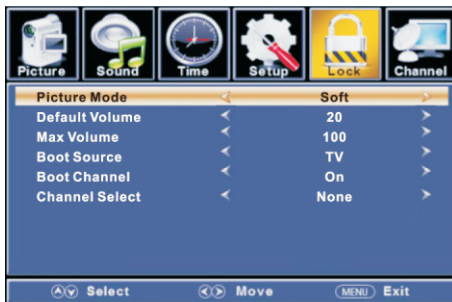 Picture Sound Time Setup Lock Channel
Picture Mode Soft
Default Volume 20
Max Volume 100
Boot Source TV
Boot Channel On
Channel Select None
Select Move MENU Exit